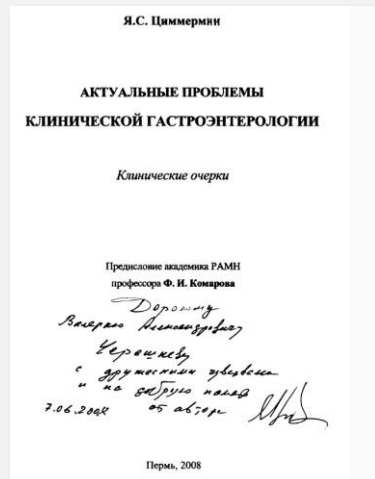 Я.С. Циммерман
АКТУАЛЬНЫЕ ПРОБЛЕМЫ
КЛИНИЧЕСКОЙ ГАСТРОЭНТЕРОЛОГИИ
Клинические очерки
Предисловие академика РАМН
профессора Ф. И. Комарова
Дорогому
Валерию Александровичу
Черешневу
с дружескими чувствами
и на добрую память
7.06.2008 от автора
Пермь, 2008